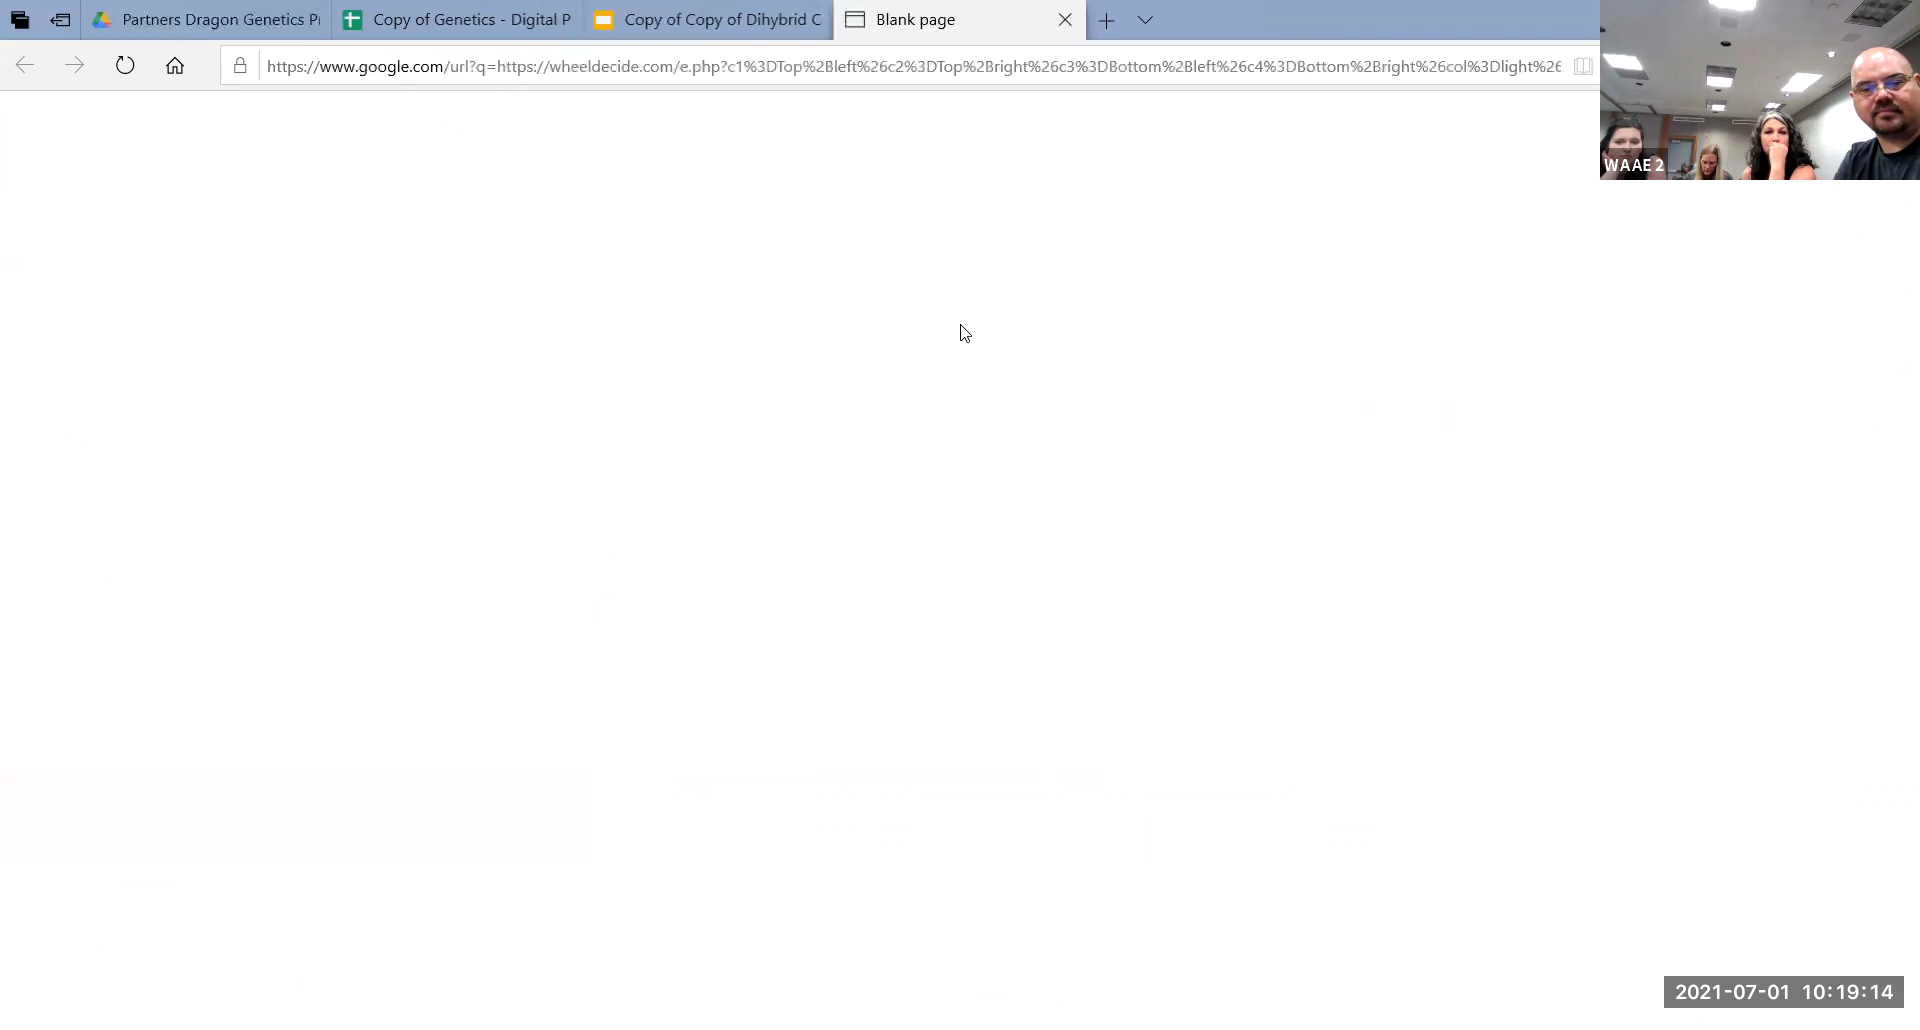 Partners Dragon Genetics Pr
Copy of Genetics - Digital P
Copy of Copy of Dihybrid C
Blank page
https://www.google.com/url?q=https://wheeldecide.com/e.php?c1%3DTop%2Bleft%26c2%3DTop%2Bright%26c3%3DBottom%2Bleft%26c4%3DBottom%2Bright%26col%3Dlight%26
WAAE 2
2021-07-01 10:19:14